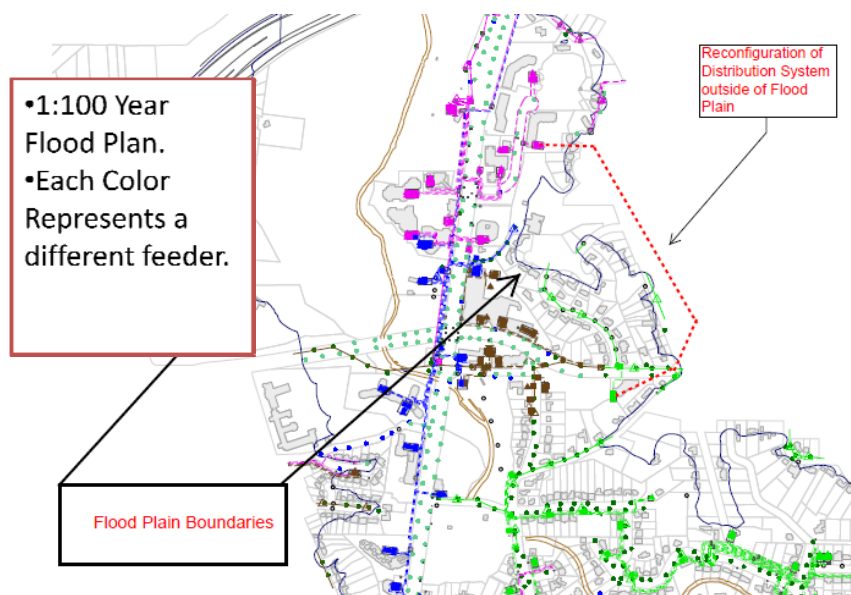 •1:100 Year
Flood Plan.
•Each Color
Represents a
different feeder.
Reconfiguration of
Distribution System
outside of Flood
Plain
Flood Plain Boundaries